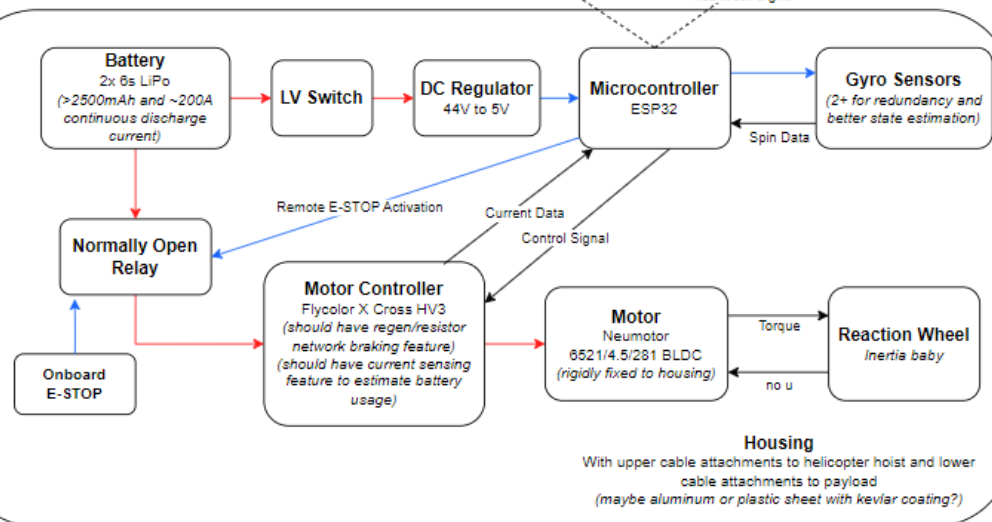 Battery
2x 6s LiPo
(>2500mAh and ~200A
continuous discharge
current)
LV Switch
DC Regulator
44V to 5V
Microcontroller
ESP32
Gyro Sensors
(2+ for redundancy and
better state estimation)
Spin Data
Remote E-STOP Activation
Current Data
Control Signal
Normally Open
Relay
Onboard
E-STOP
Motor Controller
Flycolor X Cross HV3
(should have regen/resistor
network braking feature)
(should have current sensing
feature to estimate battery
usage)
Motor
Neumotor
6521/4.5/281 BLDC
(rigidly fixed to housing)
Torque
no u
Reaction Wheel
Inertia baby
Housing
With upper cable attachments to helicopter hoist and lower
cable attachments to payload
(maybe aluminum or plastic sheet with kevlar coating?)